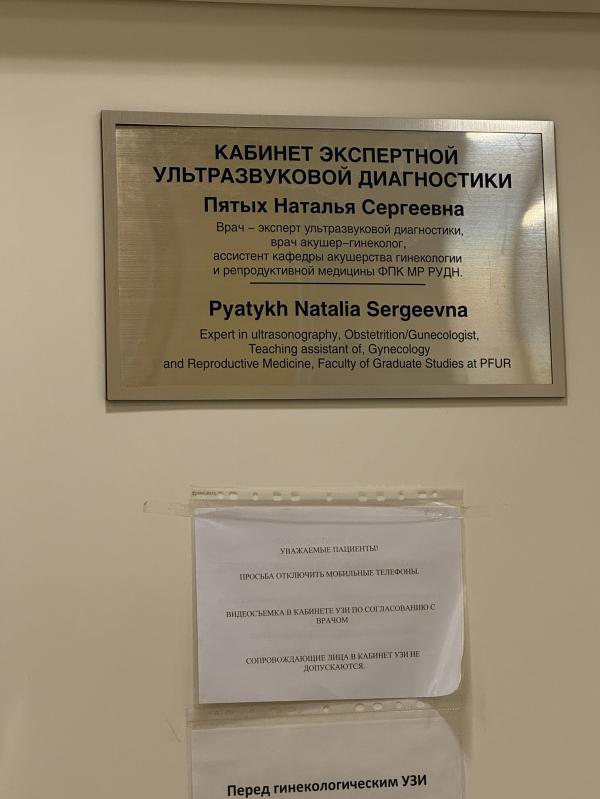 КАБИНЕТ ЭКСПЕРТНОЙ
УЛЬТРАЗВУКОВОЙ ДИАГНОСТИКИ
Пятых Наталья Сергеевна
Врач – эксперт ультразвуковой диагностики,
врач акушер-гинеколог,
ассистент кафедры акушерства гинекологии
и репродуктивной медицины ФПК МР РУДН.
Pyatykh Natalia Sergeevna
Expert in ultrasonography, Obstetrition/Gunecologist,
Teaching assistant of, Gynecology
and Reproductive Medicine, Faculty of Graduate Studies at PFUR
УВАЖАЕМЫЕ ПАЦИЕНТЫ!
ПРОСЬБА ОТКЛЮЧИТЬ МОБИЛЬНЫЕ ТЕЛЕФОНЫ.
ВИДЕОСЪЕМКА В КАБИНЕТЕ УЗИ ПО СОГЛАСОВАНИЮ С
ВРАЧОМ
СОПРОВОЖДАЮЩИЕ ЛИЦА В КАБИНЕТ УЗИ НЕ
ДОПУСКАЮТСЯ.
Перед гинекологическим УЗИ